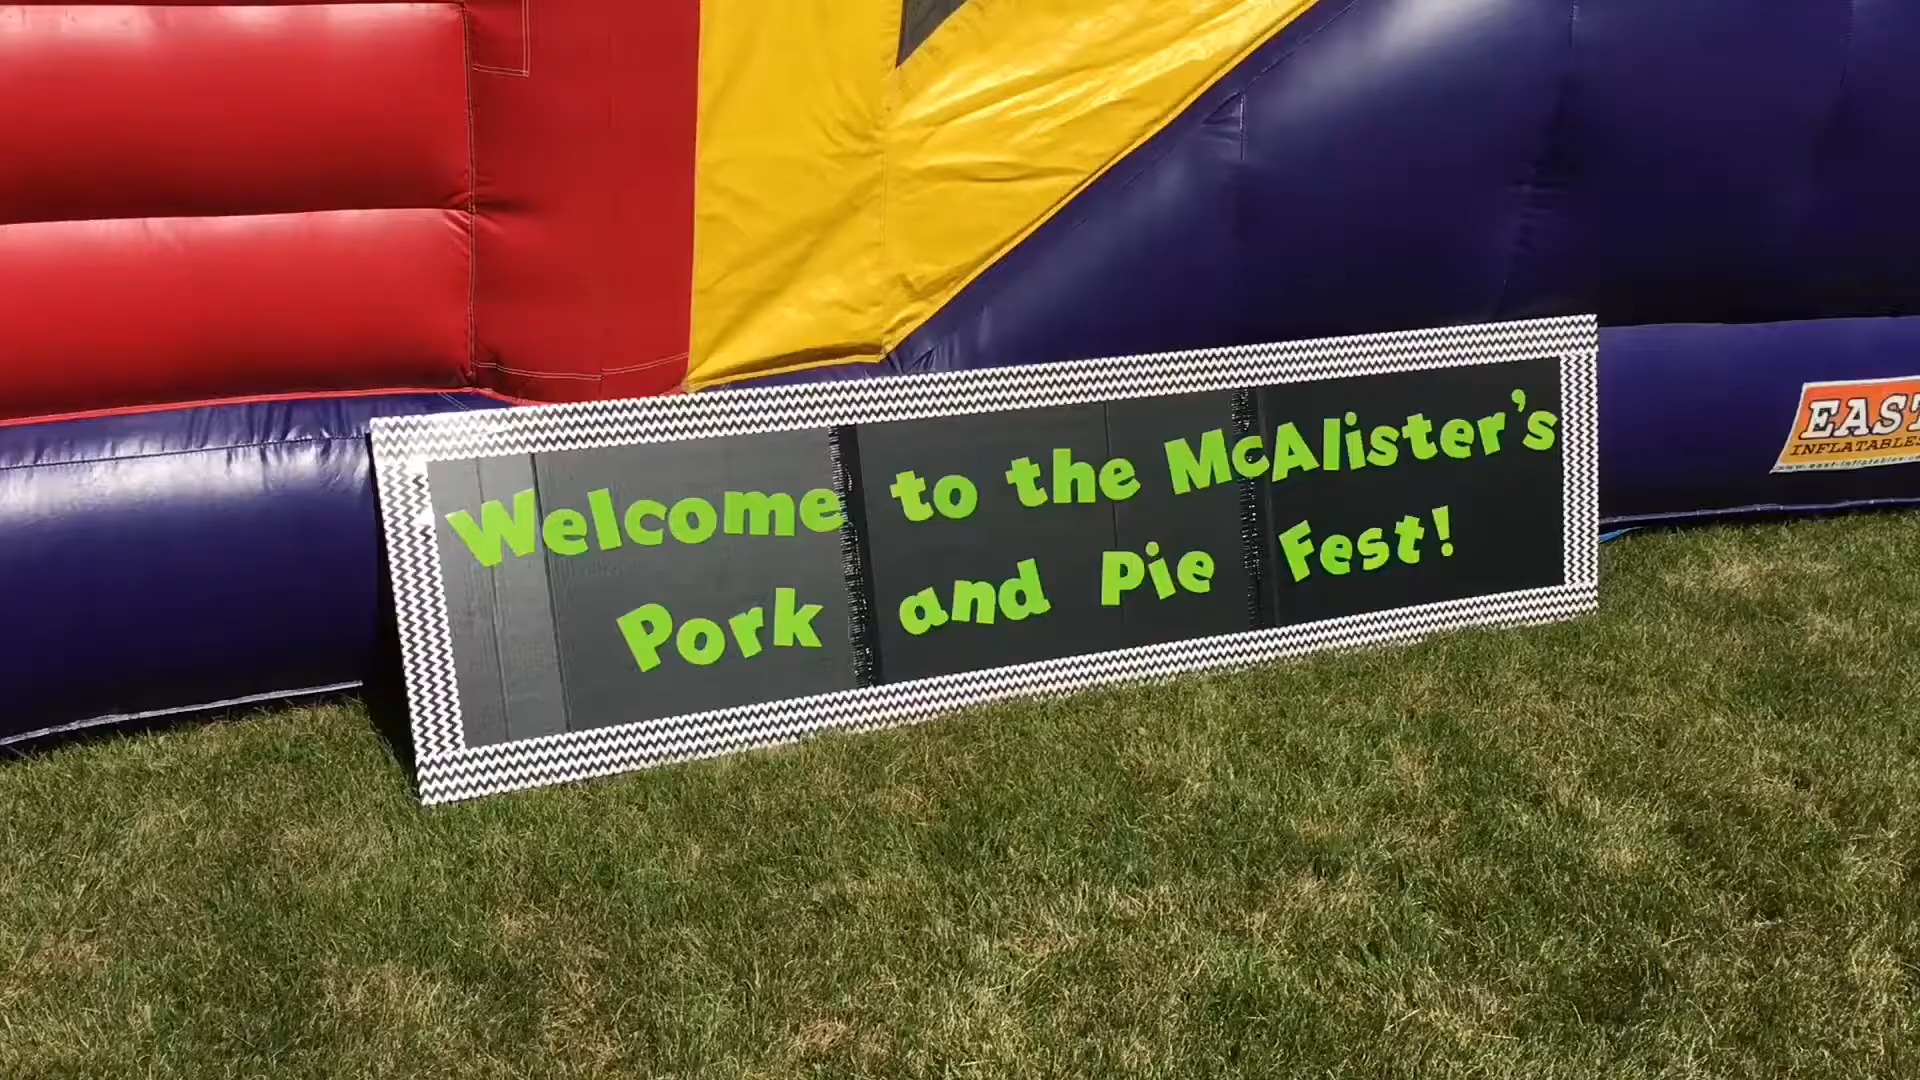 Welcome to the McAlister's
Pork and Pie Fest!
EAST
INFLATABLES